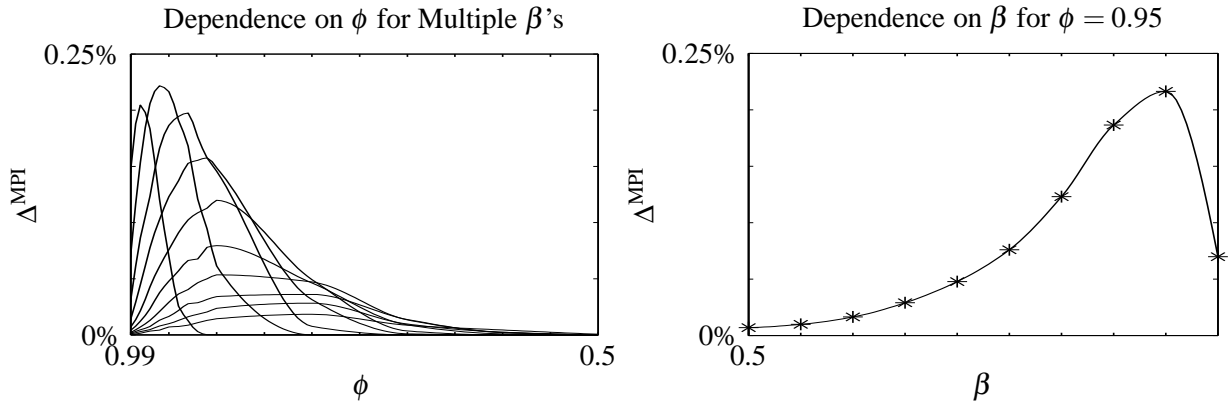 Dependence on ϕ for Multiple β's
0.25%
Δ^MPI
0%
0.99
0.5
ϕ
Dependence on β for ϕ = 0.95
0.25%
Δ^MPI
0%
0.5
β